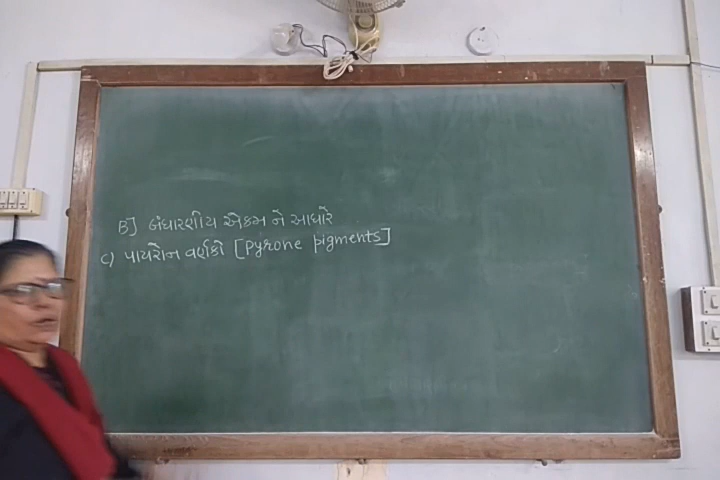 B] બંધારણીય એકમ ને આધારે
c) પાયરોન વર્ણકો [Pyrone pigments]